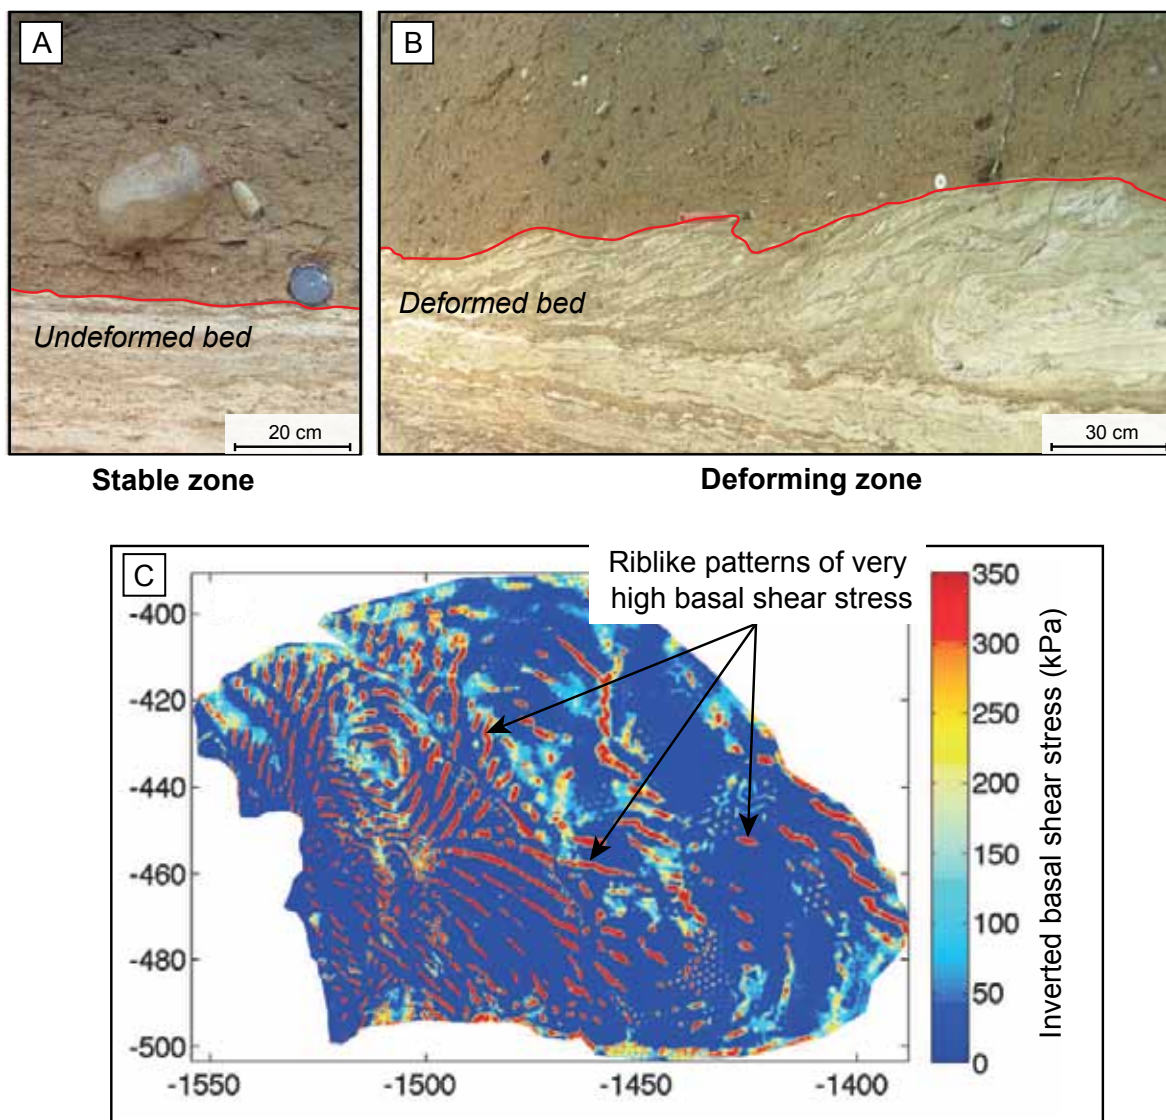 A
B
Undeformed bed
Deformed bed
20 cm
30 cm
Stable zone
Deforming zone
C
Riblike patterns of very
high basal shear stress
-400
-420
-440
-460
-480
-500
-1550
-1500
-1450
-1400
350
300
250
200
150
100
50
0
Inverted basal shear stress (kPa)